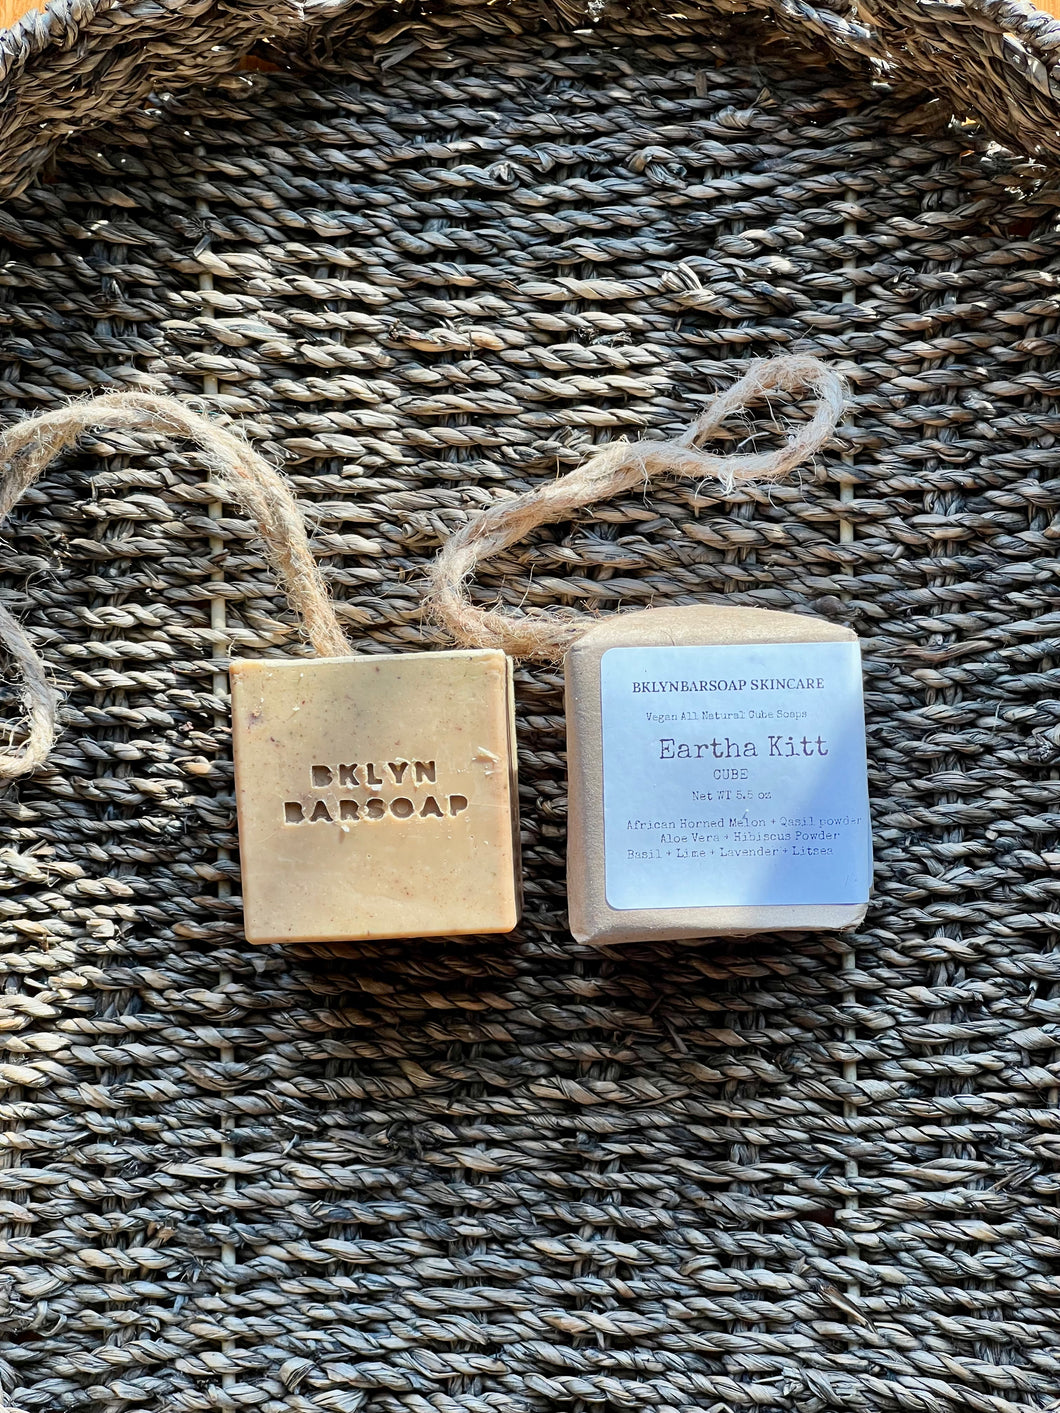 BKLYN
BARSOAP
BKLYNBARSOAP SKINCARE
Vegan All Natural Cube Soaps
Eartha Kitt
CUBE
Net WT 5.5 oz
African Horned Melon + Qasil powder
Aloe Vera + Hibiscus Powder
Basil + Lime + Lavender + Litsea